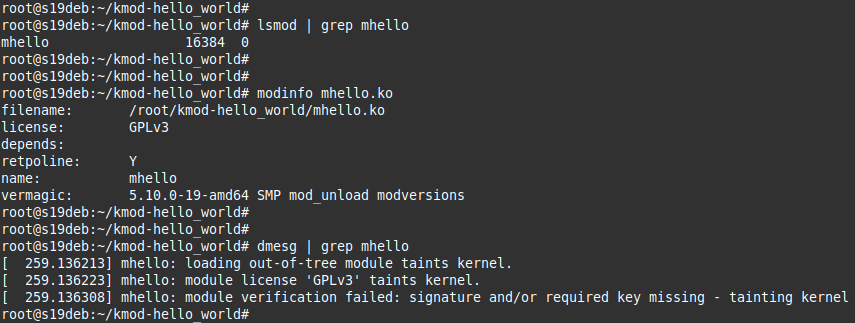 root@s19deb:~/kmod-hello_world#
root@s19deb:~/kmod-hello_world# lsmod | grep mhello
mhello                 16384  0
root@s19deb:~/kmod-hello_world#
root@s19deb:~/kmod-hello_world#
root@s19deb:~/kmod-hello_world# modinfo mhello.ko
filename:       /root/kmod-hello_world/mhello.ko
license:        GPLv3
depends:
retpoline:      Y
name:           mhello
vermagic:       5.10.0-19-amd64 SMP mod_unload modversions
root@s19deb:~/kmod-hello_world#
root@s19deb:~/kmod-hello_world#
root@s19deb:~/kmod-hello_world# dmesg | grep mhello
[  259.136213] mhello: loading out-of-tree module taints kernel.
[  259.136223] mhello: module license 'GPLv3' taints kernel.
[  259.136308] mhello: module verification failed: signature and/or required key missing - tainting kernel
root@s19deb:~/kmod-hello_world#